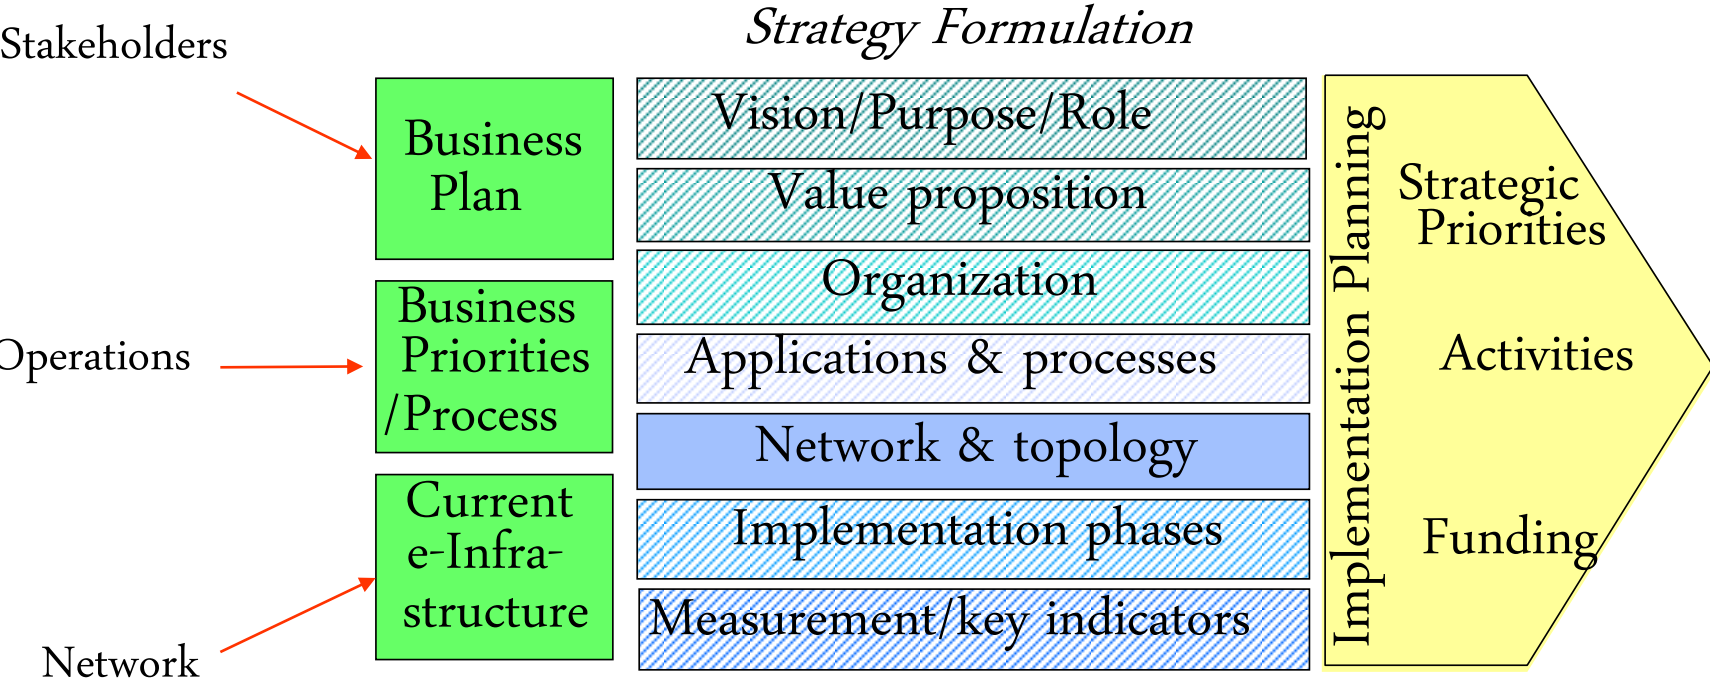 Strategy Formulation
Stakeholders
Operations
Network
Business
Plan
Business
Priorities
/Process
Current
e-Infra-
structure
Vision/Purpose/Role
Value proposition
Organization
Applications & processes
Network & topology
Implementation phases
Measurement/key indicators
Implementation Planning
Strategic
Priorities
Activities
Funding